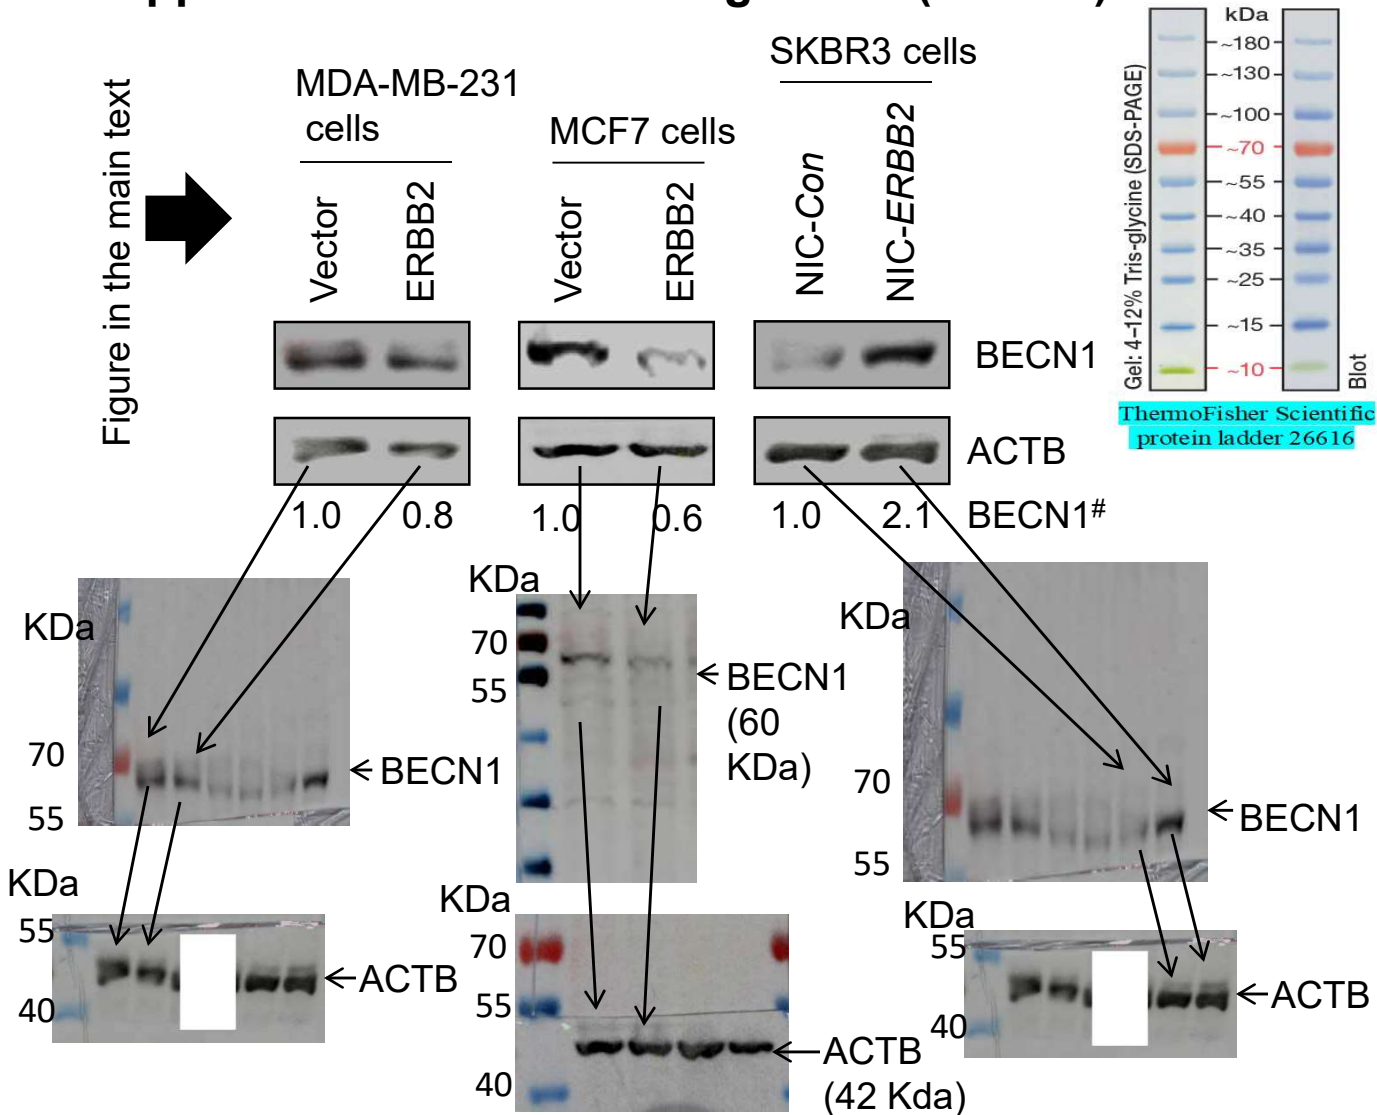 Figure in the main text
MDA-MB-231
cells
MCF7 cells
SKBR3 cells
Vector
ERBB2
Vector
ERBB2
NIC-Con
NIC-ERBB2
BECN1
ACTB
1.0
0.8
1.0
0.6
1.0
2.1
BECN1#
Gel: 4–12% Tris-glycine (SDS-PAGE)
kDa
~180
~130
~100
~70
~55
~40
~35
~25
~15
~10
Blot
ThermoFisher Scientific
protein ladder 26616
KDa
70
55
BECN1
KDa
55
40
ACTB
KDa
70
55
BECN1
(60
KDa)
KDa
70
55
40
ACTB
(42 Kda)
KDa
70
55
BECN1
KDa
55
40
ACTB